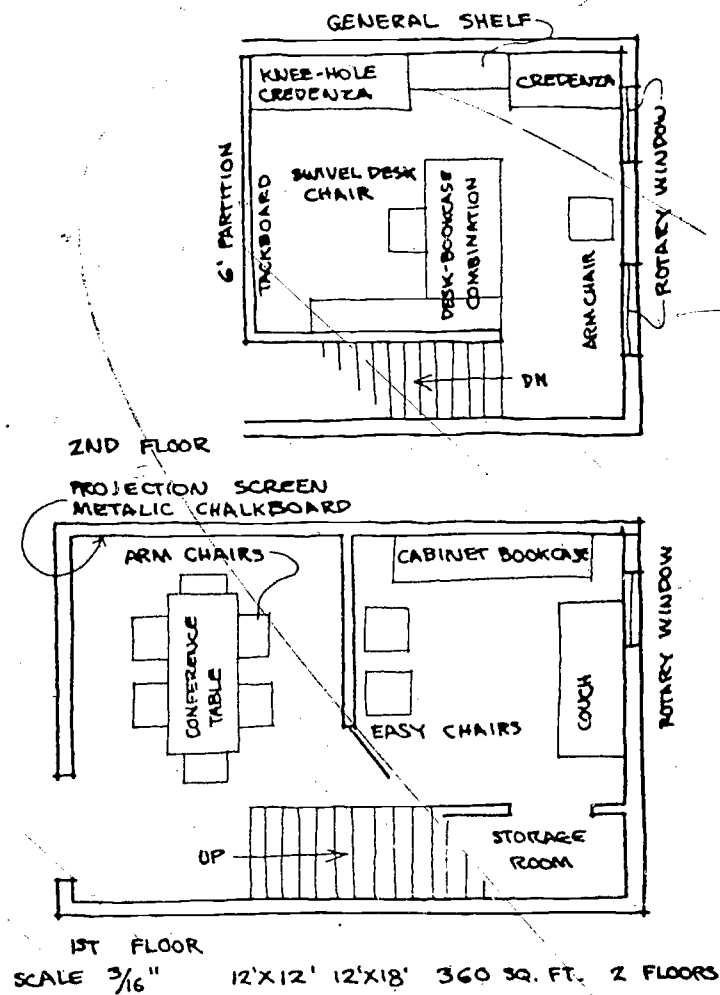 GENERAL SHELF
KNEE-HOLE
CREDENZA
CREDENZA
6' PARTITION
TACKBOARD
SWIVEL DESK
CHAIR
DESK-BOOKCASE
COMBINATION
ARM CHAIR
ROTARY WINDOW
DN
2ND FLOOR
PROJECTION SCREEN
METALIC CHALKBOARD
ARM CHAIRS
CABINET BOOKCASE
CONFERENCE
TABLE
EASY CHAIRS
COUCH
ROTARY WINDOW
UP
STORAGE
ROOM
1ST FLOOR
SCALE 3/16" 12'X12' 12'X18' 360 SQ. FT. 2 FLOORS